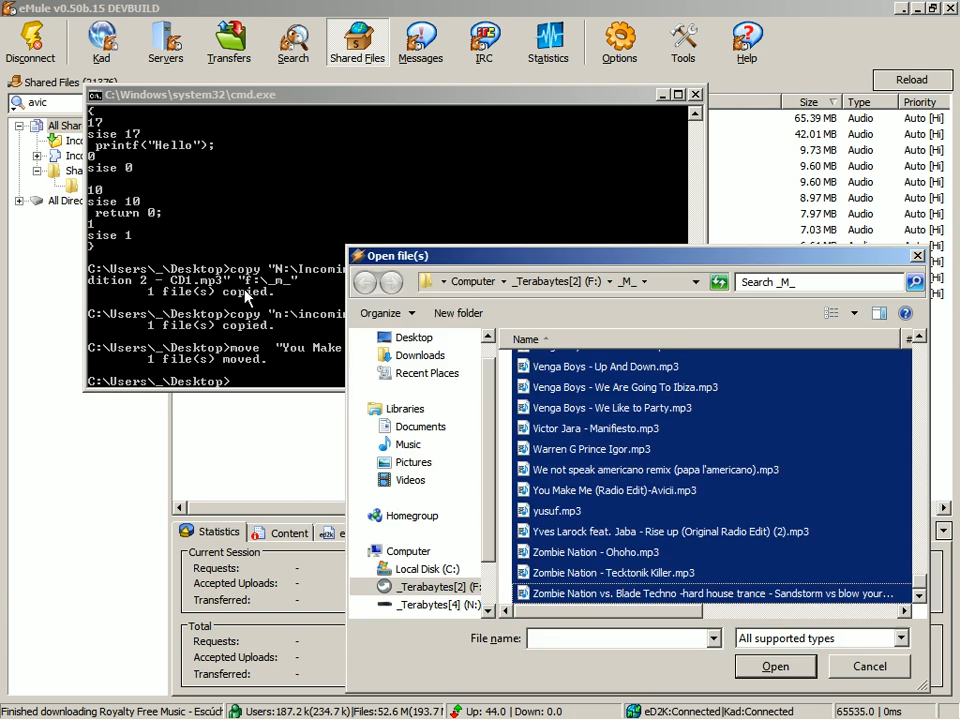 eMule v0.50b.15 DEVBUILD
Disconnect
Kad
Servers
Transfers
Search
Shared Files
Messages
IRC
Statistics
Options
Tools
Help
Shared Files (21376)
Reload
avic
C:\Windows\system32\cmd.exe
Size
Type
Priority
All Shar
Inc
Inc
Sha
All Direc
65.39 MB Audio Auto [Hi]
42.01 MB Audio Auto [Hi]
9.73 MB Audio Auto [Hi]
9.60 MB Audio Auto [Hi]
9.60 MB Audio Auto [Hi]
8.97 MB Audio Auto [Hi]
7.97 MB Audio Auto [Hi]
7.03 MB Audio Auto [Hi]
{
17
sise 17
printf("Hello");
0
sise 0
10
sise 10
return 0;
1
sise 1
}
C:\Users\_\Desktop>copy "N:\Incomi
dition 2 - CD1.mp3" "f:\_m_"
1 file(s) copied.
C:\Users\_\Desktop>copy "n:\incomi
1 file(s) copied.
C:\Users\_\Desktop>move "You Make
1 file(s) moved.
C:\Users\_\Desktop>
Open file(s)
Computer
_Terabytes[2] (F:)
_M_
Search _M_
Organize
New folder
Desktop
Downloads
Recent Places
Libraries
Documents
Music
Pictures
Videos
Homegroup
Computer
Local Disk (C:)
_Terabaytes[2] (F:
_Terabytes[4] (N:)
Name
#
Venga Boys - Up And Down.mp3
Venga Boys - We Are Going To Ibiza.mp3
Venga Boys - We Like to Party.mp3
Victor Jara - Manifiesto.mp3
Warren G Prince Igor.mp3
We not speak americano remix (papa l'americano).mp3
You Make Me (Radio Edit)-Avicii.mp3
yusuf.mp3
Yves Larock feat. Jaba - Rise up (Original Radio Edit) (2).mp3
Zombie Nation - Ohoho.mp3
Zombie Nation - Tecktonik Killer.mp3
Zombie Nation vs. Blade Techno -hard house trance - Sandstorm vs blow your...
File name:
All supported types
Open
Cancel
Statistics
Content
e
Current Session
Requests: -
Accepted Uploads: -
Transferred: -
Total
Requests: -
Accepted Uploads: -
Transferred: -
Finished downloading Royalty Free Music - Escúch
Users:187.2 k(234.7 k)|Files:52.6 M(193.7
Up: 44.0 | Down: 0.0
eD2K:Connected|Kad:Connected
65535.0 (0ms)